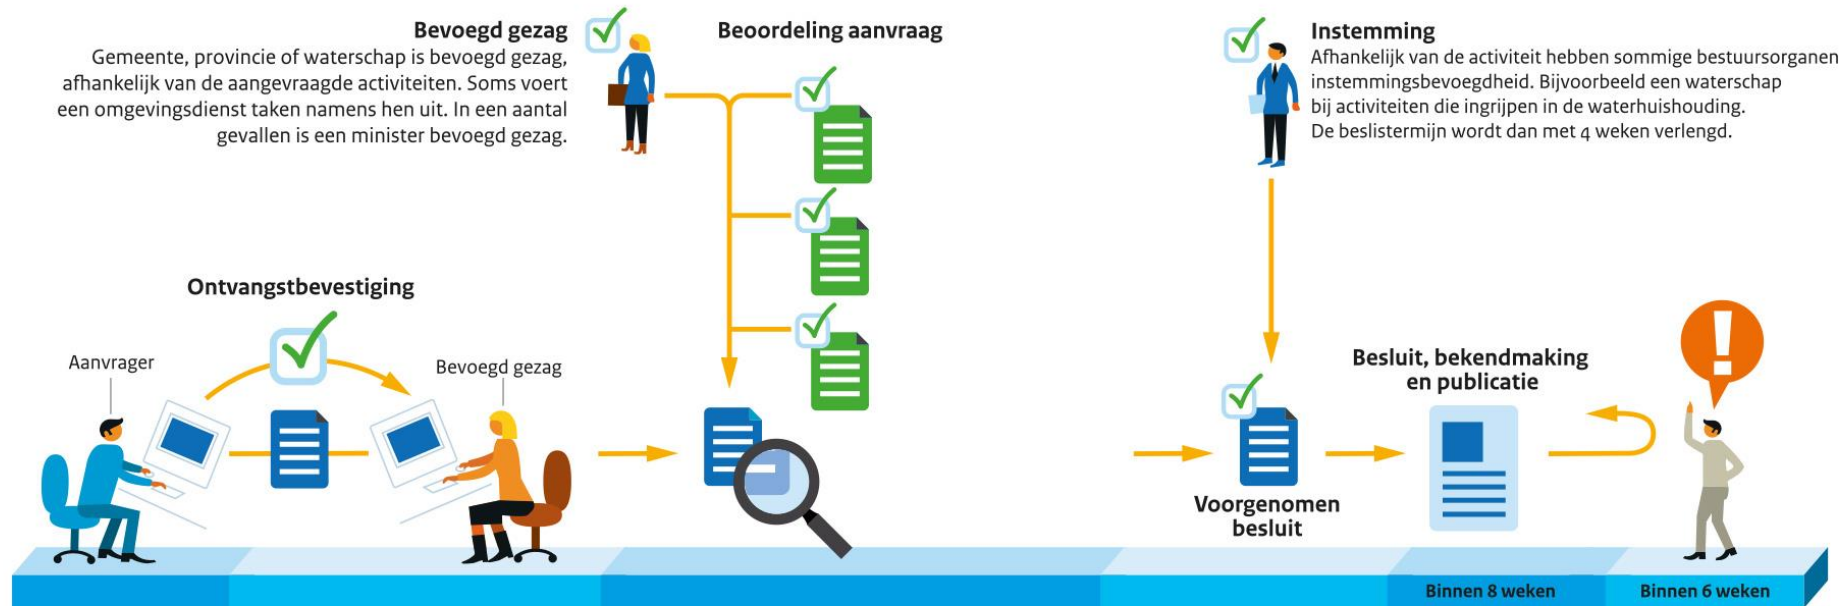 Bevoegd gezag
Gemeente, provincie of waterschap is bevoegd gezag,
afhankelijk van de aangevraagde activiteiten. Soms voert
een omgevingsdienst taken namens hen uit. In een aantal
gevallen is een minister bevoegd gezag.
Beoordeling aanvraag
Instemming
Afhankelijk van de activiteit hebben sommige bestuursorganen
instemmingsbevoegdheid. Bijvoorbeeld een waterschap
bij activiteiten die ingrijpen in de waterhuishouding.
De beslistermijn wordt dan met 4 weken verlengd.
Ontvangstbevestiging
Aanvrager
Bevoegd gezag
Voorgenomen
besluit
Besluit, bekendmaking
en publicatie
!
Binnen 8 weken
Binnen 6 weken